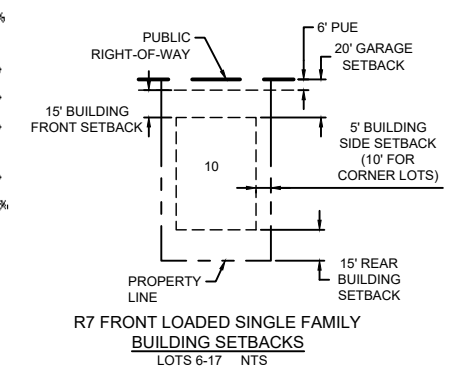 PUBLIC
RIGHT-OF-WAY
6' PUE
20' GARAGE
SETBACK
15' BUILDING
FRONT SETBACK
5' BUILDING
SIDE SETBACK
(10' FOR
CORNER LOTS)
10
PROPERTY
LINE
15' REAR
BUILDING
SETBACK
R7 FRONT LOADED SINGLE FAMILY
BUILDING SETBACKS
LOTS 6-17 NTS